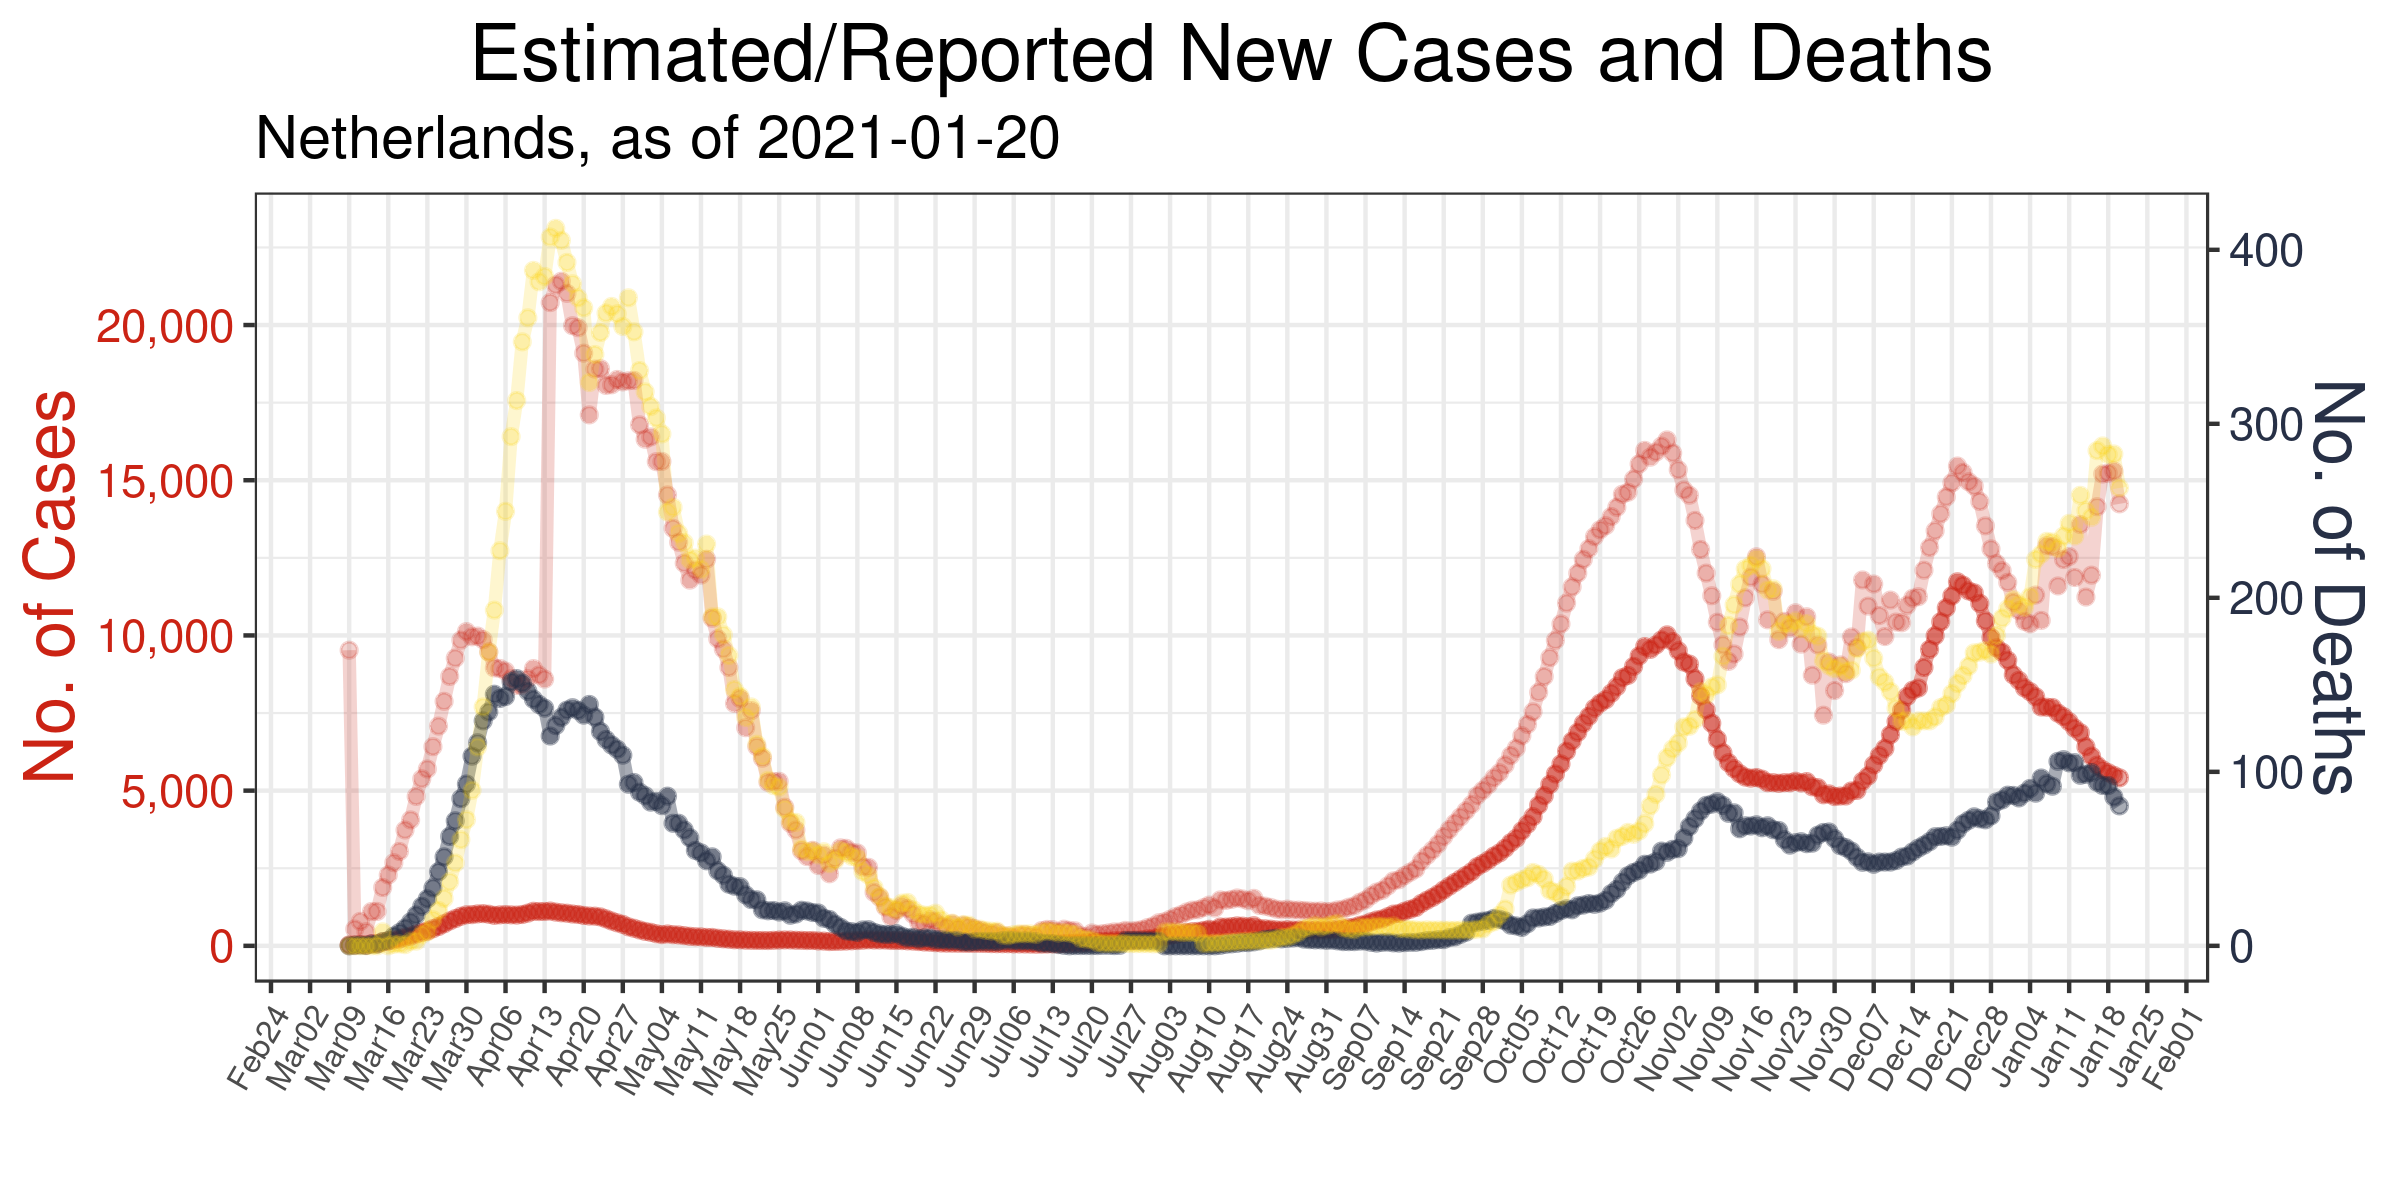 Estimated/Reported New Cases and Deaths
Netherlands, as of 2021-01-20
No. of Cases
20,000
15,000
10,000
5,000
0
400
300
200
100
0
No. of Deaths
Feb24
Mar02
Mar09
Mar16
Mar23
Mar30
Apr06
Apr13
Apr20
Apr27
May04
May11
May18
May25
Jun01
Jun08
Jun15
Jun22
Jun29
Jul06
Jul13
Jul20
Jul27
Aug03
Aug10
Aug17
Aug24
Aug31
Sep07
Sep14
Sep21
Sep28
Oct05
Oct12
Oct19
Oct26
Nov02
Nov09
Nov16
Nov23
Nov30
Dec07
Dec14
Dec21
Dec28
Jan04
Jan11
Jan18
Jan25
Feb01